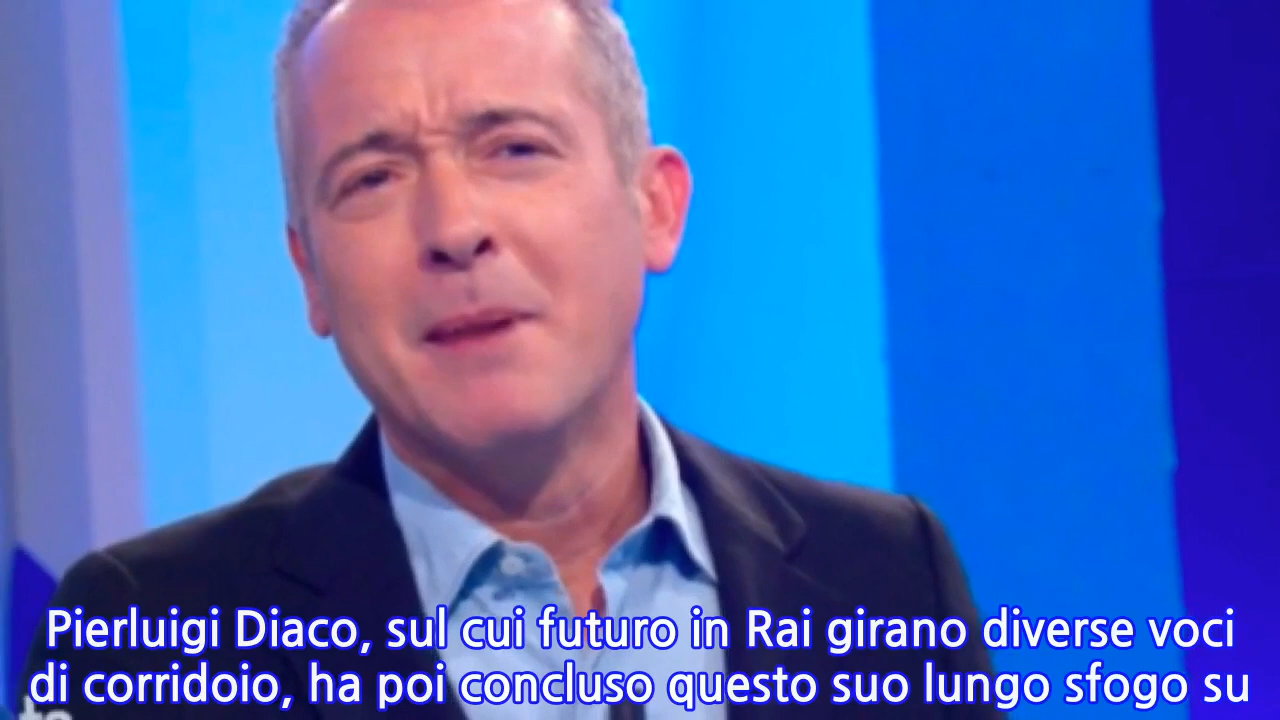 Pierluigi Diaco, sul cui futuro in Rai girano diverse voci
di corridoio, ha poi concluso questo suo lungo sfogo su